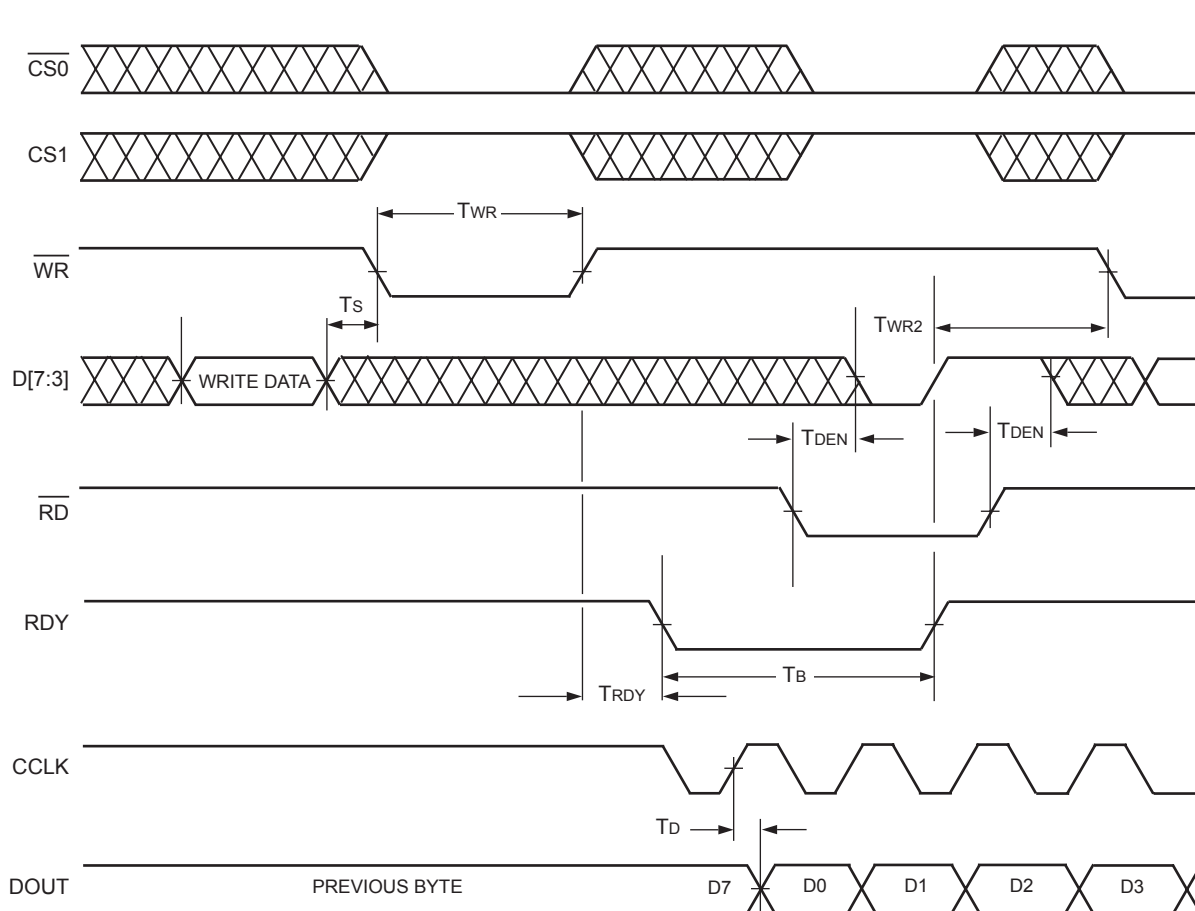 CS0
CS1
TWR
WR
TS
TWR2
D[7:3]
WRITE DATA
TDEN
TDEN
RD
RDY
TB
TRDY
CCLK
TD
DOUT
PREVIOUS BYTE
D7
D0
D1
D2
D3